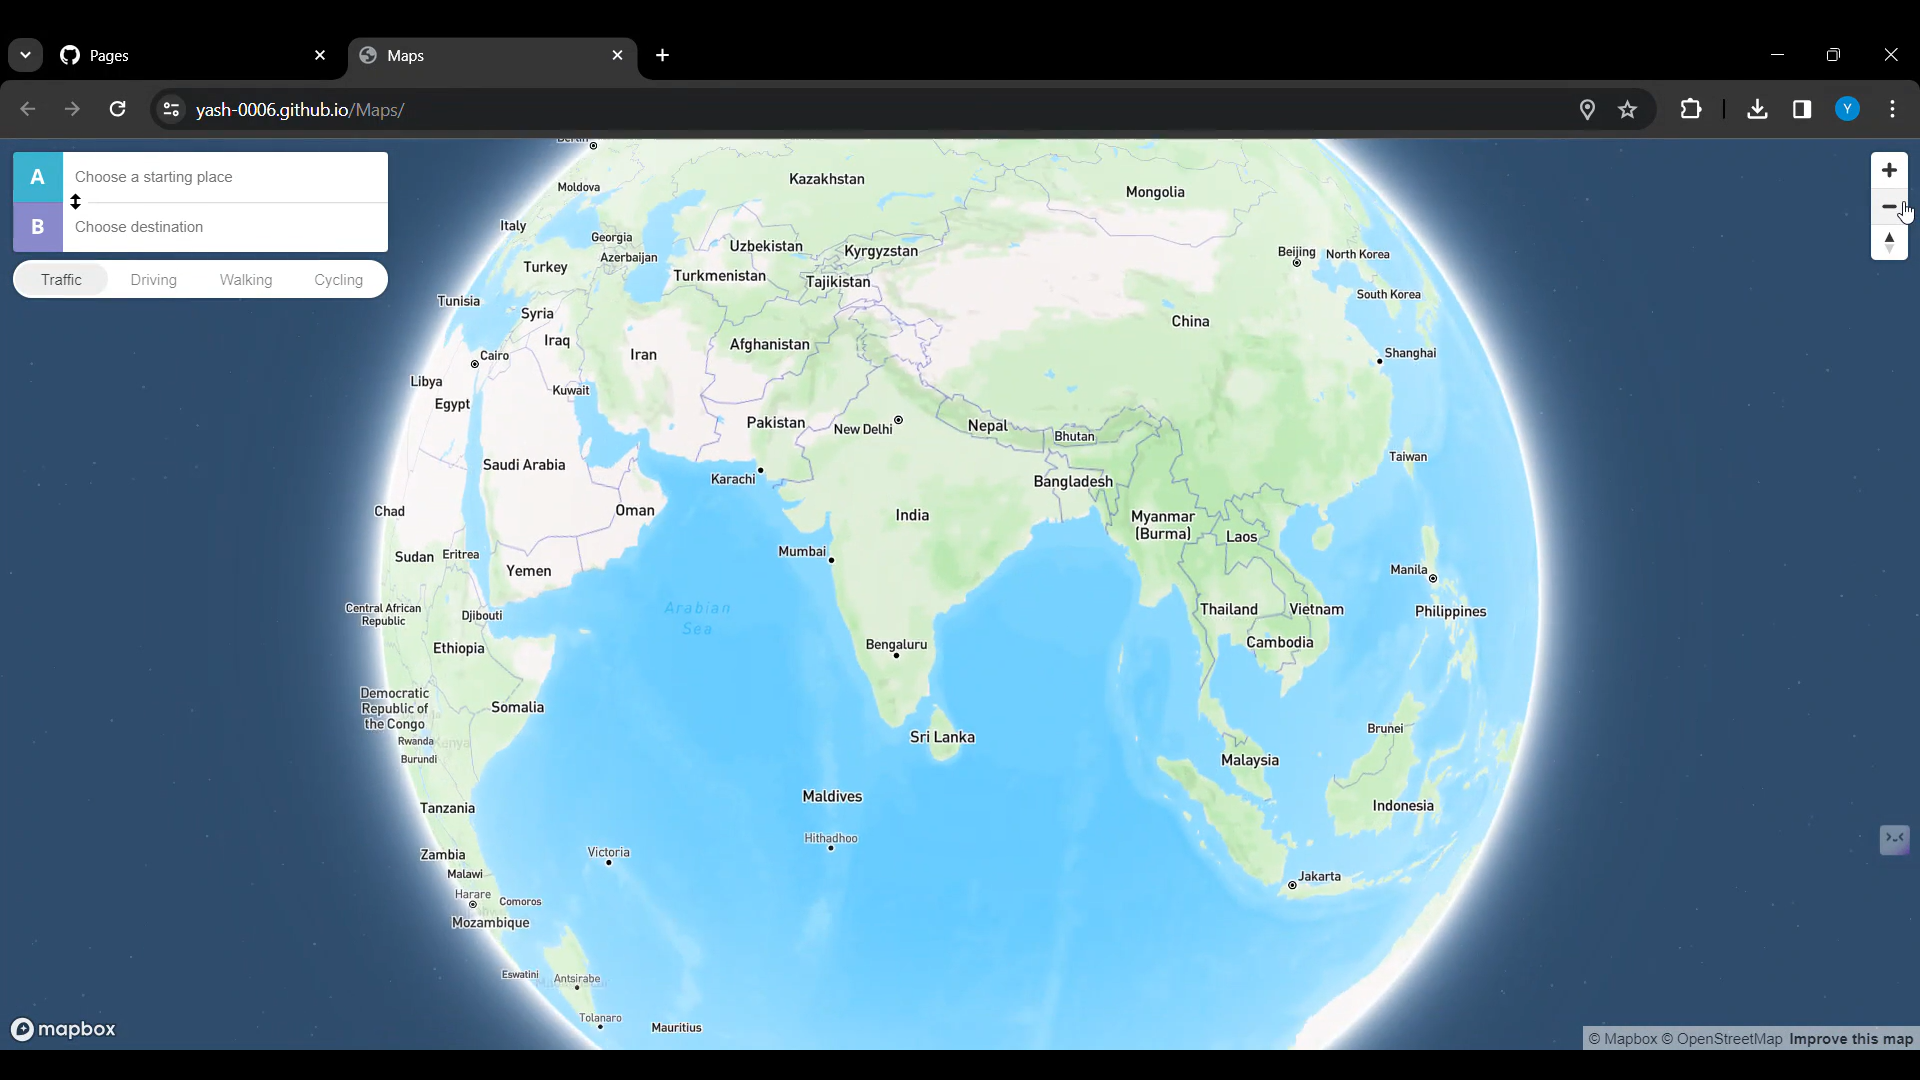 Pages
Maps
yash-0006.github.io/Maps/
Y
A
Choose a starting place
B
Choose destination
Traffic Driving Walking Cycling
Kazakhstan
Mongolia
Moldova
Italy
Georgia
Azerbaijan
Uzbekistan
Kyrgyzstan
Beijing
North Korea
Turkey
Turkmenistan
Tajikistan
South Korea
Tunisia
Syria
Iraq
Iran
Afghanistan
China
Shanghai
Cairo
Libya
Egypt
Kuwait
Pakistan
New Delhi
Nepal
Bhutan
Taiwan
Saudi Arabia
Karachi
Bangladesh
Chad
Oman
India
Myanmar
(Burma)
Laos
Sudan
Eritrea
Mumbai
Yemen
Manila
Central African
Republic
Djibouti
Arabian
Sea
Thailand
Vietnam
Philippines
Ethiopia
Bengaluru
Cambodia
Democratic
Republic of
the Congo
Somalia
Rwanda
Kenya
Burundi
Sri Lanka
Brunei
Malaysia
Tanzania
Maldives
Indonesia
Hithadhoo
Zambia
Victoria
Malawi
Harare
Comoros
Jakarta
Mozambique
Eswatini
Antsirabe
Tolanaro
Mauritius
mapbox
© Mapbox © OpenStreetMap Improve this map